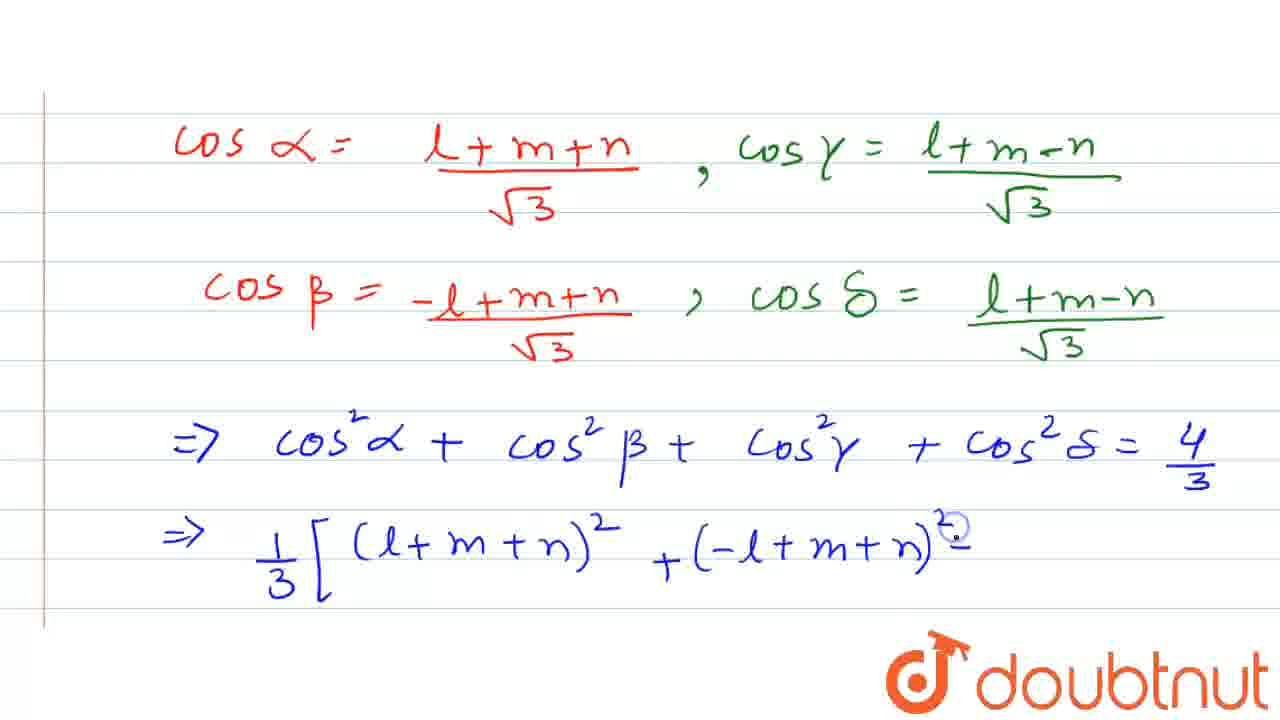 cos α = l+m+n/√3 , cos γ = l+m-n/√3
cos β = -l+m+n/√3 , cos δ = l+m-n/√3
=> cos²α + cos²β + cos²γ + cos²δ = 4/3
=> 1/3 [ (l+m+n)² + (-l+m+n)²
doubtnut